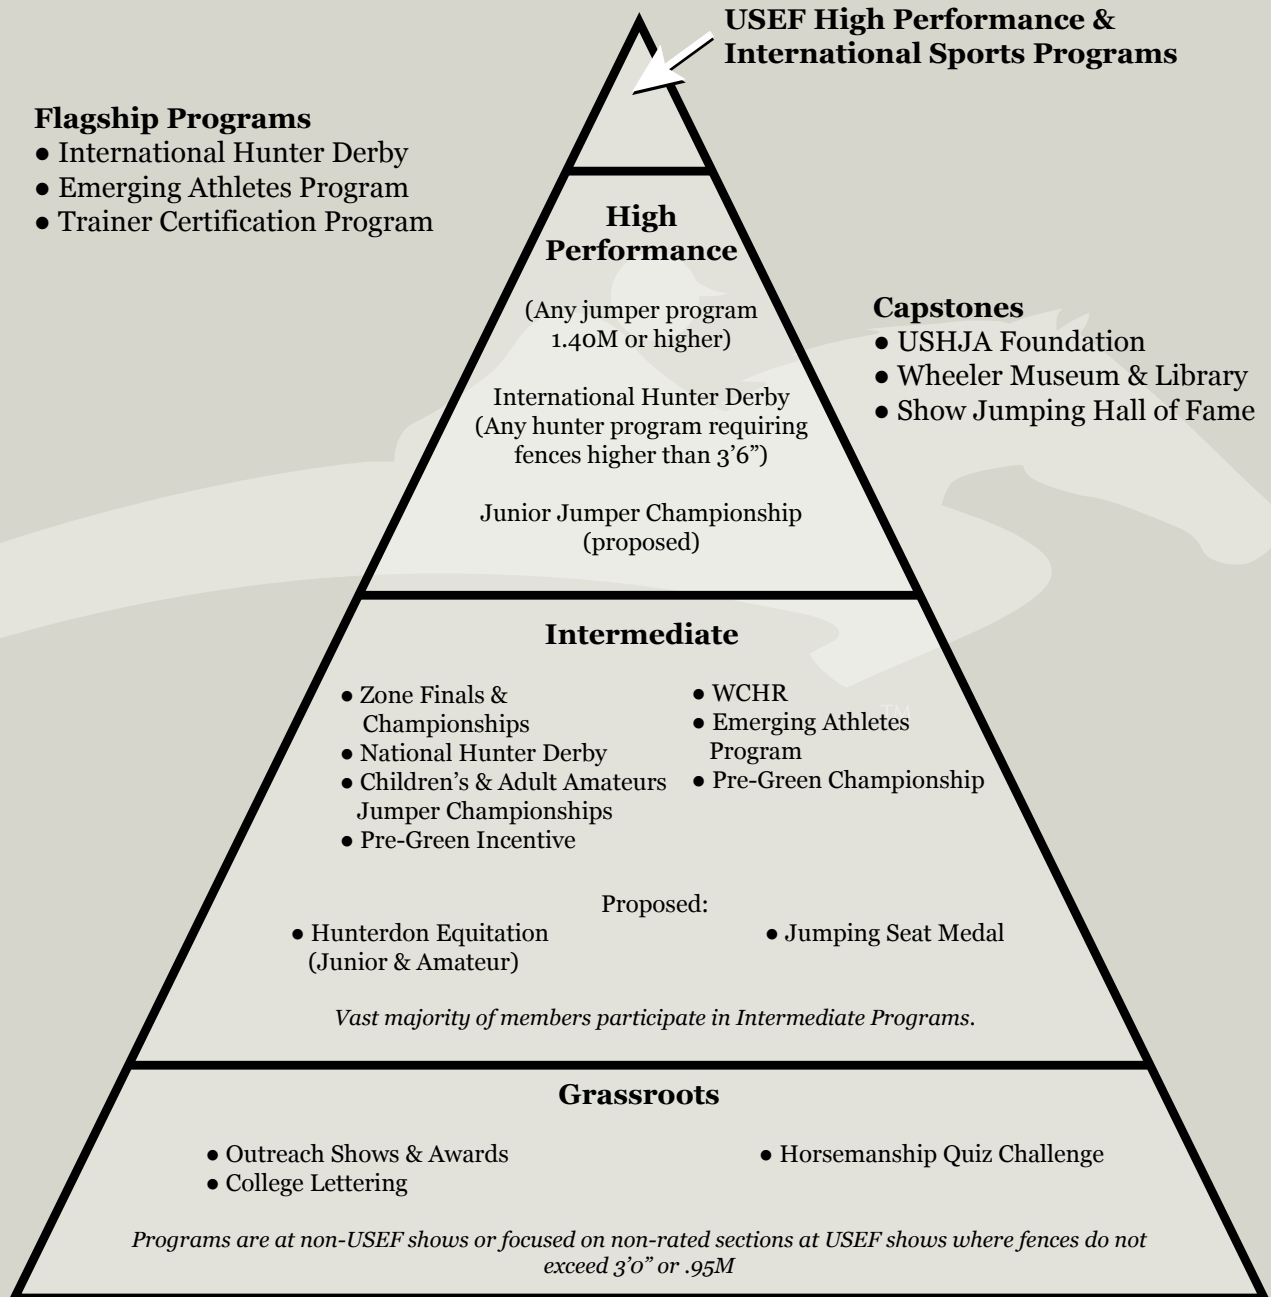 USEF High Performance &
International Sports Programs
Flagship Programs
● International Hunter Derby
● Emerging Athletes Program
● Trainer Certification Program
High
Performance
(Any jumper program
1.40M or higher)
International Hunter Derby
(Any hunter program requiring
fences higher than 3’6”)
Junior Jumper Championship
(proposed)
Capstones
● USHJA Foundation
● Wheeler Museum & Library
● Show Jumping Hall of Fame
Intermediate
● Zone Finals &
Championships
● National Hunter Derby
● Children’s & Adult Amateurs
Jumper Championships
● Pre-Green Incentive
● WCHR
● Emerging Athletes
Program
● Pre-Green Championship
TM
Proposed:
● Hunterdon Equitation
(Junior & Amateur)
● Jumping Seat Medal
Vast majority of members participate in Intermediate Programs.
Grassroots
● Outreach Shows & Awards
● College Lettering
● Horsemanship Quiz Challenge
Programs are at non-USEF shows or focused on non-rated sections at USEF shows where fences do not
exceed 3’0” or .95M